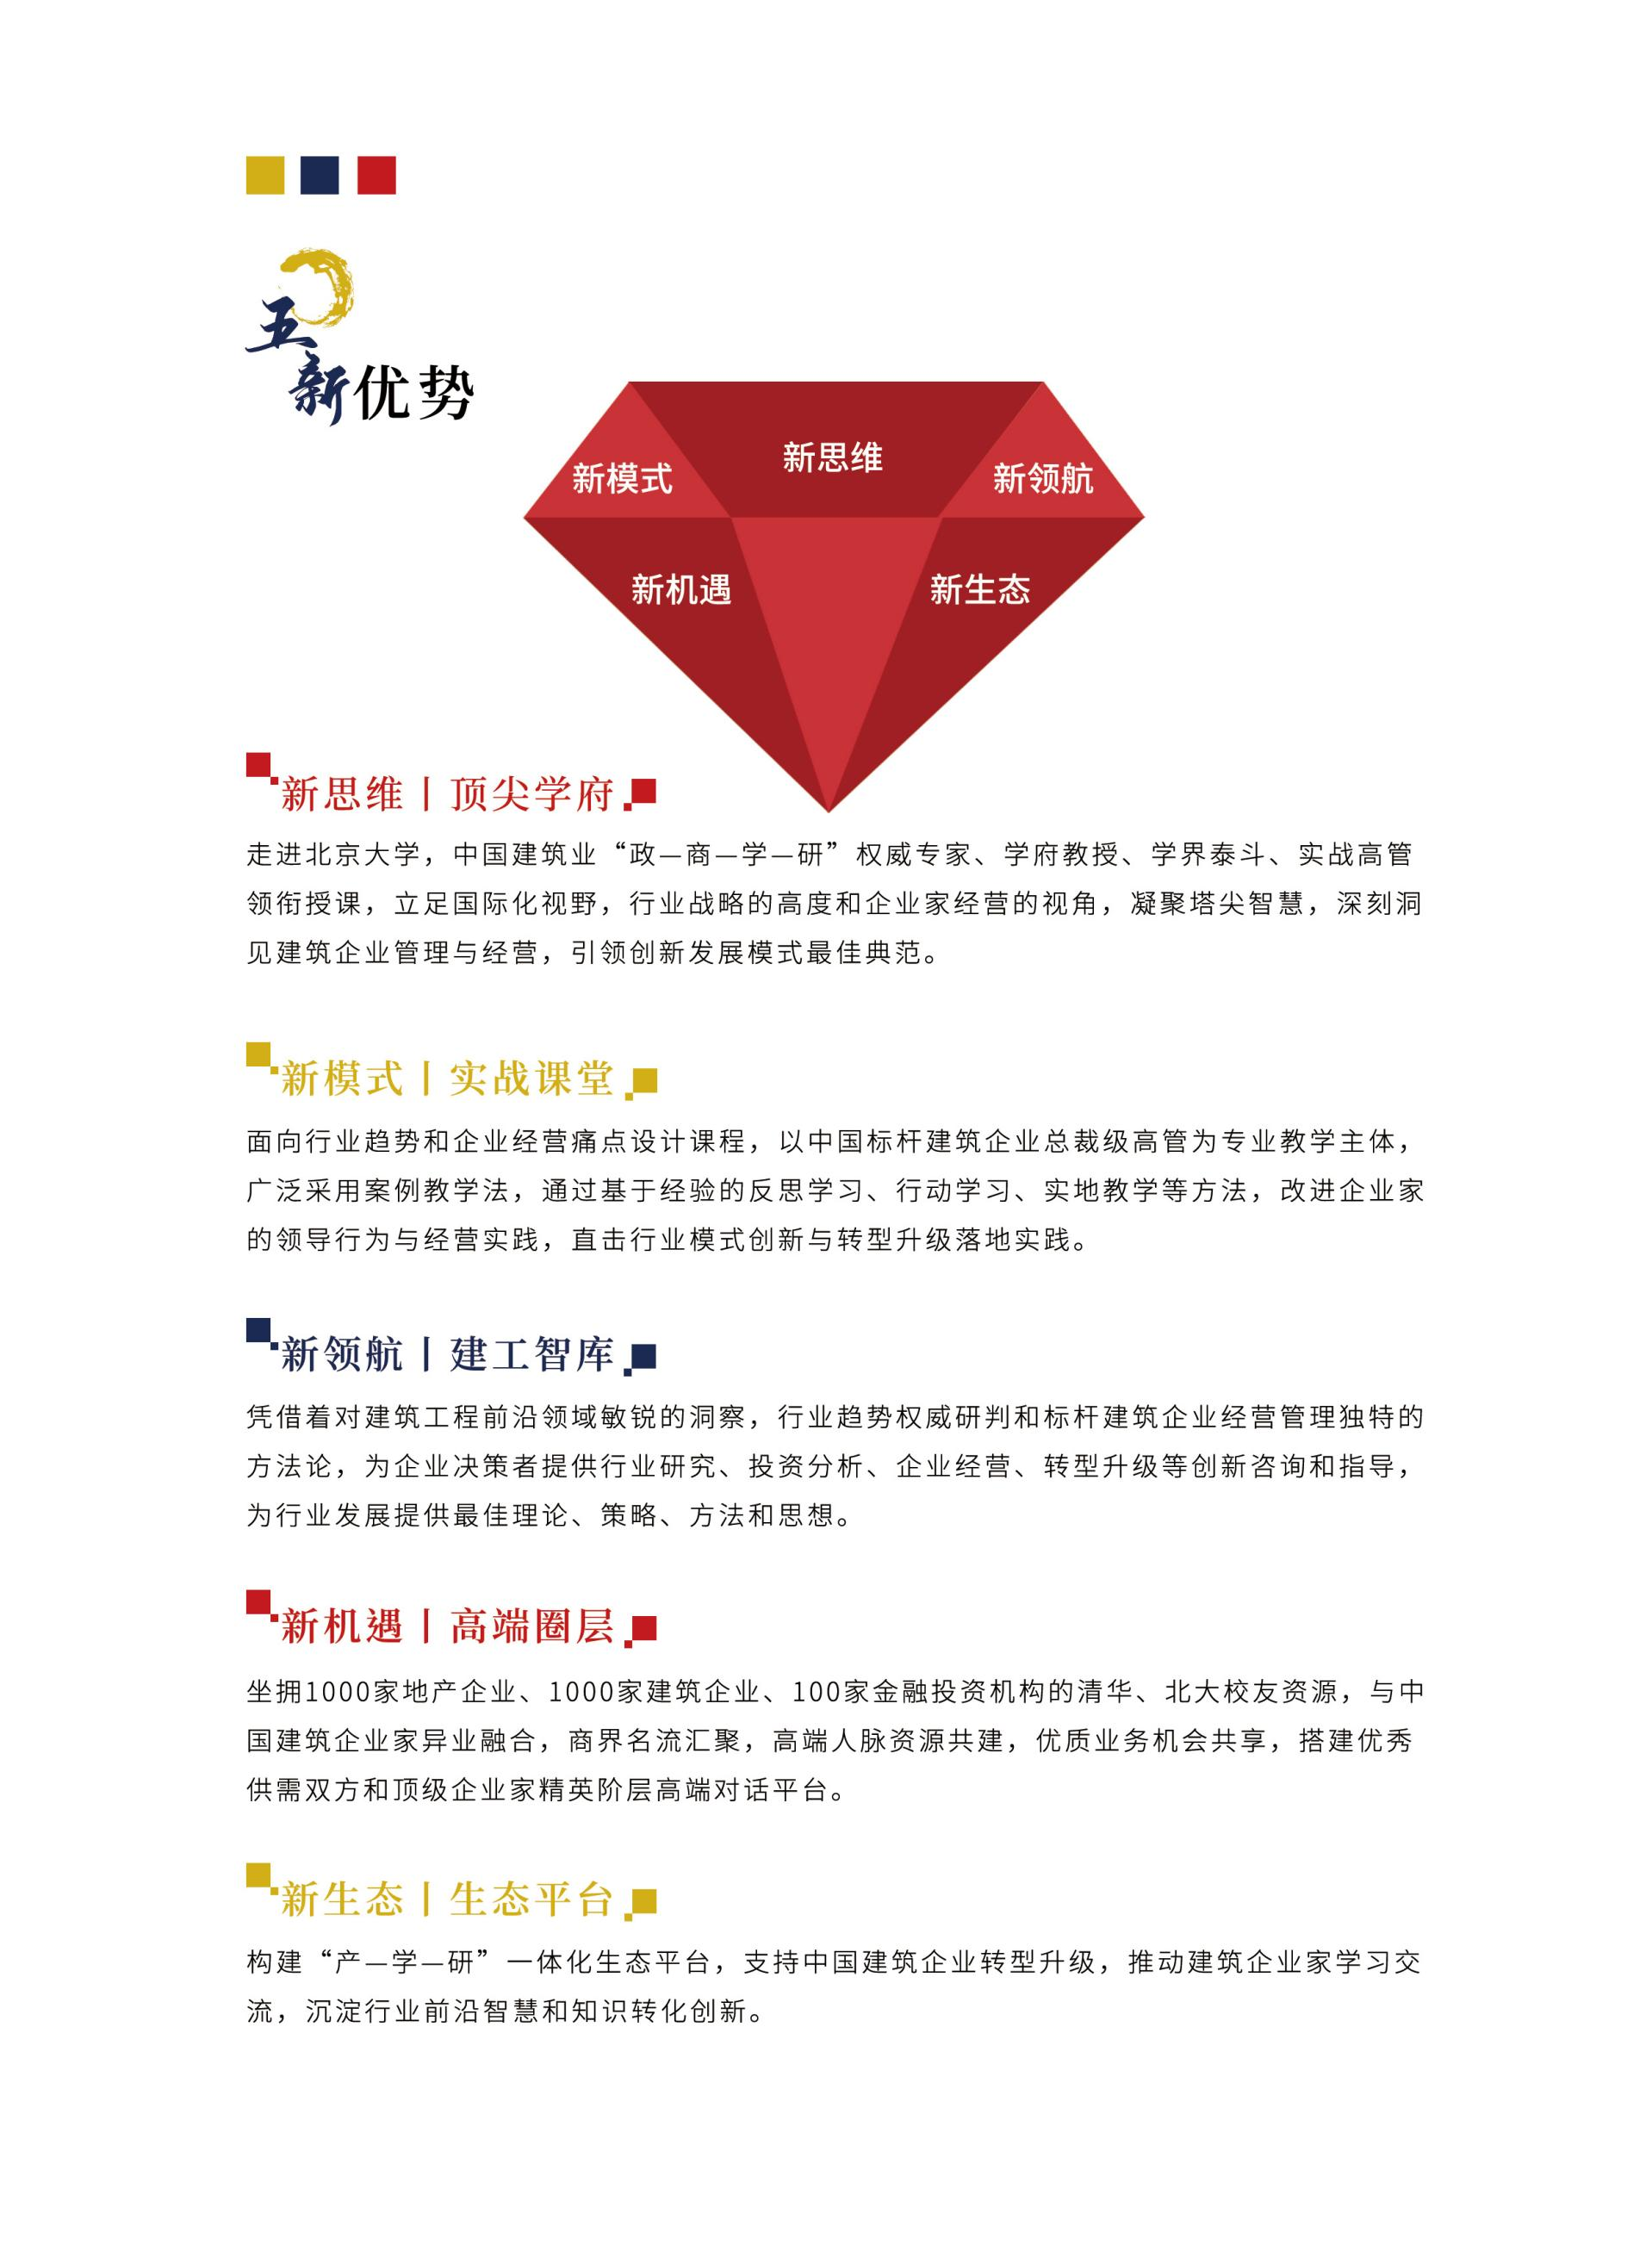 五
新优势
新思维
新模式
新领航
新机遇
新生态
新思维丨顶尖学府
走进北京大学，中国建筑业“政—商—学—研”权威专家、学府教授、学界泰斗、实战高管
领衔授课，立足国际化视野，行业战略的高度和企业家经营的视角，凝聚塔尖智慧，深刻洞
见建筑企业管理与经营，引领创新发展模式最佳典范。
新模式丨实战课堂
面向行业趋势和企业经营痛点设计课程，以中国标杆建筑企业总裁级高管为专业教学主体，
广泛采用案例教学法，通过基于经验的反思学习、行动学习、实地教学等方法，改进企业家
的领导行为与经营实践，直击行业模式创新与转型升级落地实践。
新领航丨建工智库
凭借着对建筑工程前沿领域敏锐的洞察，行业趋势权威研判和标杆建筑企业经营管理独特的
方法论，为企业决策者提供行业研究、投资分析、企业经营、转型升级等创新咨询和指导，
为行业发展提供最佳理论、策略、方法和思想。
新机遇丨高端圈层
坐拥1000家地产企业、1000家建筑企业、100家金融投资机构的清华、北大校友资源，与中
国建筑企业家异业融合，商界名流汇聚，高端人脉资源共建，优质业务机会共享，搭建优秀
供需双方和顶级企业家精英阶层高端对话平台。
新生态丨生态平台
构建“产—学—研”一体化生态平台，支持中国建筑企业转型升级，推动建筑企业家学习交
流，沉淀行业前沿智慧和知识转化创新。